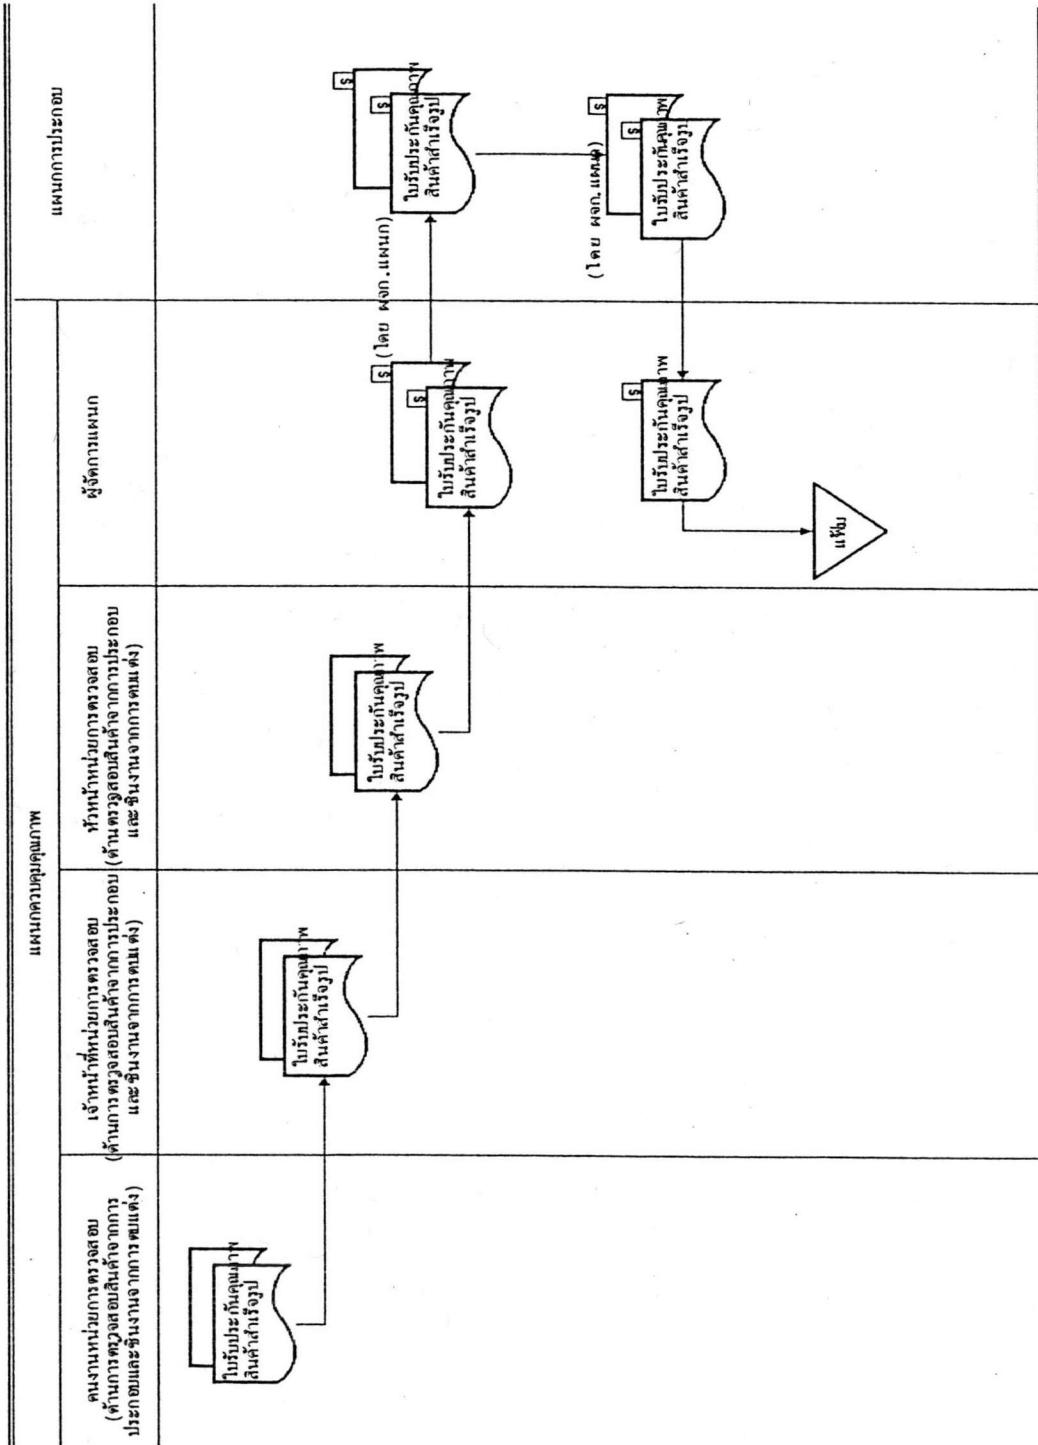 แผนกควบคุมคุณภาพ
แผนกการประกอบ
คนงานหน่วยการตรวจสอบ
(ด้านการตรวจสอบสินค้าจากการ
ประกอบและชิ้นงานจากการตบแต่ง)
เจ้าหน้าที่หน่วยการตรวจสอบ
(ด้านการตรวจสอบสินค้าจากการประกอบ
และชิ้นงานจากการตบแต่ง)
หัวหน้าหน่วยการตรวจสอบ
(ด้านตรวจสอบสินค้าจากการประกอบ
และชิ้นงานจากการตบแต่ง)
ผู้จัดการแผนก
ใบรับประกันคุณภาพ
สินค้าสำเร็จรูป
ใบรับประกันคุณภาพ
สินค้าสำเร็จรูป
ใบรับประกันคุณภาพ
สินค้าสำเร็จรูป
ใบรับประกันคุณภาพ
สินค้าสำเร็จรูป
(โดย ผจก.แผนก)
ใบรับประกันคุณภาพ
สินค้าสำเร็จรูป
(โดย ผจก.แผนก)
ใบรับประกันคุณภาพ
สินค้าสำเร็จรูป
ใบรับประกันคุณภาพ
สินค้าสำเร็จรูป
แฟ้ม